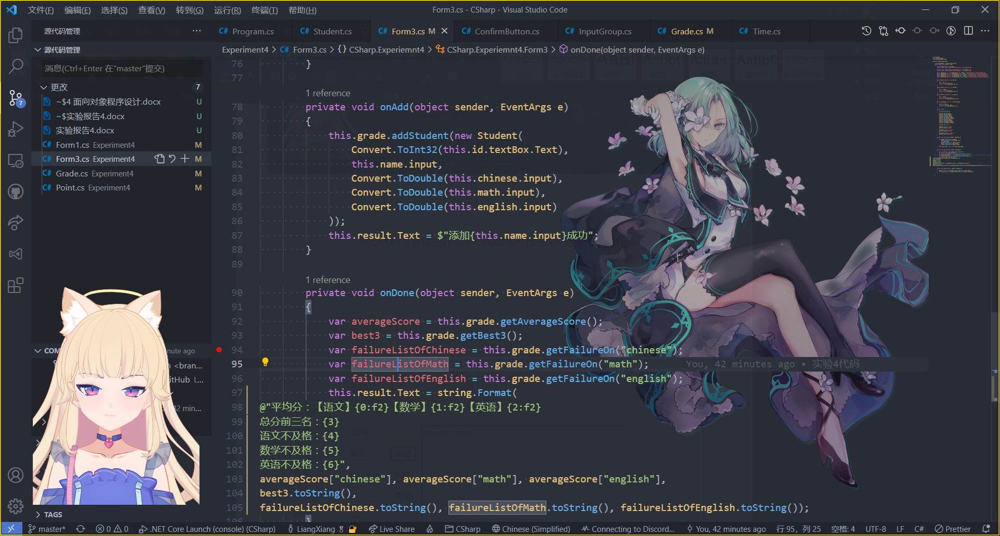 文件(F) 编辑(E) 选择(S) 查看(V) 转到(G) 运行(R) 终端(T) 帮助(H)
Form3.cs - CSharp - Visual Studio Code
源代码管理
Program.cs
Student.cs
Form3.cs M
ConfirmButton.cs
InputGroup.cs
Grade.cs M
Time.cs
源代码管理
消息(Ctrl+Enter 在"master"提交)
更改 7
~$4 面向对象程序设计.docx U
~$实验报告4.docx U
实验报告4.docx U
C# Form1.cs Experiment4 M
C# Form3.cs Experiment4 M
C# Grade.cs Experiment4 M
C# Point.cs Experiment4 M
7
COM
nute ago
<bran...
itHub L...
42 min...
TAGS
Experiment4 > C# Form3.cs > {} CSharp.Experiemnt4 > CSharp.Experiemnt4.Form3 > onDone(object sender, EventArgs e)
76 }
77
1 reference
78 private void onAdd(object sender, EventArgs e)
79 {
80 this.grade.addStudent(new Student(
81 Convert.ToInt32(this.id.textBox.Text),
82 this.name.input,
83 Convert.ToDouble(this.chinese.input),
84 Convert.ToDouble(this.math.input),
85 Convert.ToDouble(this.english.input)
86 ));
87 this.result.Text = $"添加{this.name.input}成功";
88 }
89
1 reference
90 private void onDone(object sender, EventArgs e)
91 {
92 var averageScore = this.grade.getAverageScore();
93 var best3 = this.grade.getBest3();
94 var failureListOfChinese = this.grade.getFailureOn("chinese");
95 var failureListOfMath = this.grade.getFailureOn("math"); You, 42 minutes ago • 实验4代码
96 var failureListOfEnglish = this.grade.getFailureOn("english");
97 this.result.Text = string.Format(
98 @"平均分：【语文】{0:f2}【数学】{1:f2}【英语】{2:f2}
99 总分前三名：{3}
100 语文不及格：{4}
101 数学不及格：{5}
102 英语不及格：{6}",
103 averageScore["chinese"], averageScore["math"], averageScore["english"],
104 best3.toString(),
105 failureListOfChinese.toString(), failureListOfMath.toString(), failureListOfEnglish.toString());
106 }
master* 0 0 .NET Core Launch (console) (CSharp) LiangXiang 8 Live Share CSharp Chinese (Simplified) Connecting to Discord... You, 42 minutes ago 行 95，列 25 空格: 4 UTF-8 LF C# Prettier